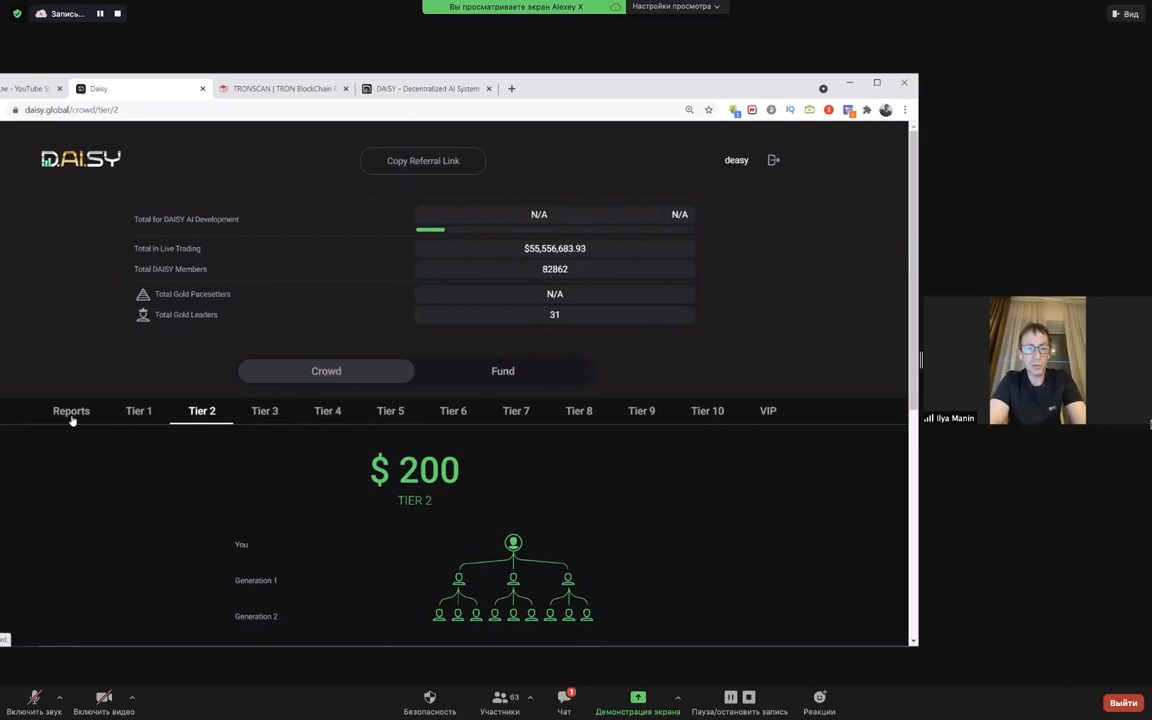 Запись...
Вы просматриваете экран Alexey X
Настройки просмотра
Вид
ле - YouTube St
Daisy
TRONSCAN | TRON BlockChain E
DAISY – Decentralized AI System
daisy.global/crowd/tier/2
D.AI.SY
Copy Referral Link
deasy
Total for DAISY AI Development
N/A
N/A
Total in Live Trading
$55,556,683.93
Total DAISY Members
82862
Total Gold Pacesetters
N/A
Total Gold Leaders
31
Crowd
Fund
Reports
Tier 1
Tier 2
Tier 3
Tier 4
Tier 5
Tier 6
Tier 7
Tier 8
Tier 9
Tier 10
VIP
$ 200
TIER 2
You
Generation 1
Generation 2
Ilya Manin
Включить звук
Включить видео
Безопасность
63
Участники
1
Чат
Демонстрация экрана
Пауза/остановить запись
Реакции
Выйти